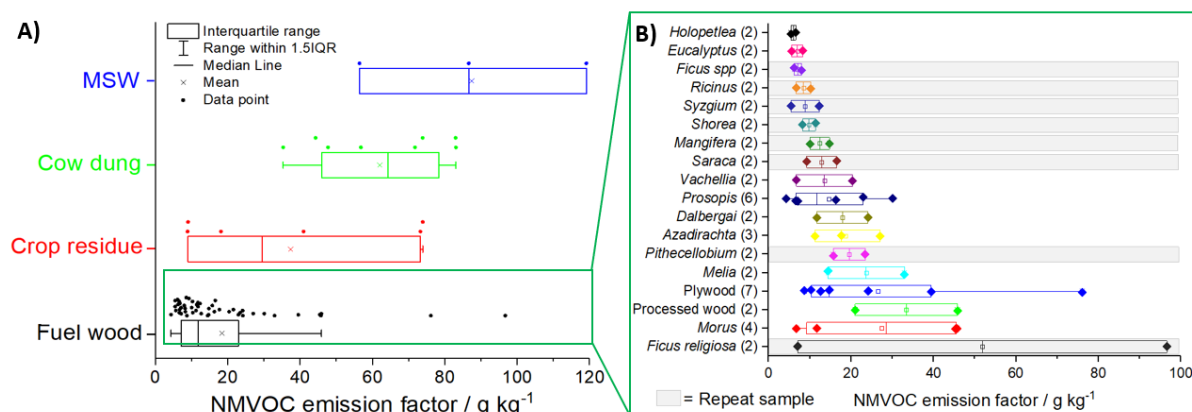 A)
Interquartile range
Range within 1.5IQR
Median Line
Mean
Data point
MSW
Cow dung
Crop residue
Fuel wood
0 20 40 60 80 100 120
NMVOC emission factor / g kg⁻¹
B)
Holopetlea (2)
Eucalyptus (2)
Ficus spp (2)
Ricinus (2)
Syzgium (2)
Shorea (2)
Mangifera (2)
Saraca (2)
Vachellia (2)
Prosopis (6)
Dalbergai (2)
Azadirachta (3)
Pithecellobium (2)
Melia (2)
Plywood (7)
Processed wood (2)
Morus (4)
Ficus religiosa (2)
0 20 40 60 80 100
= Repeat sample
NMVOC emission factor / g kg⁻¹